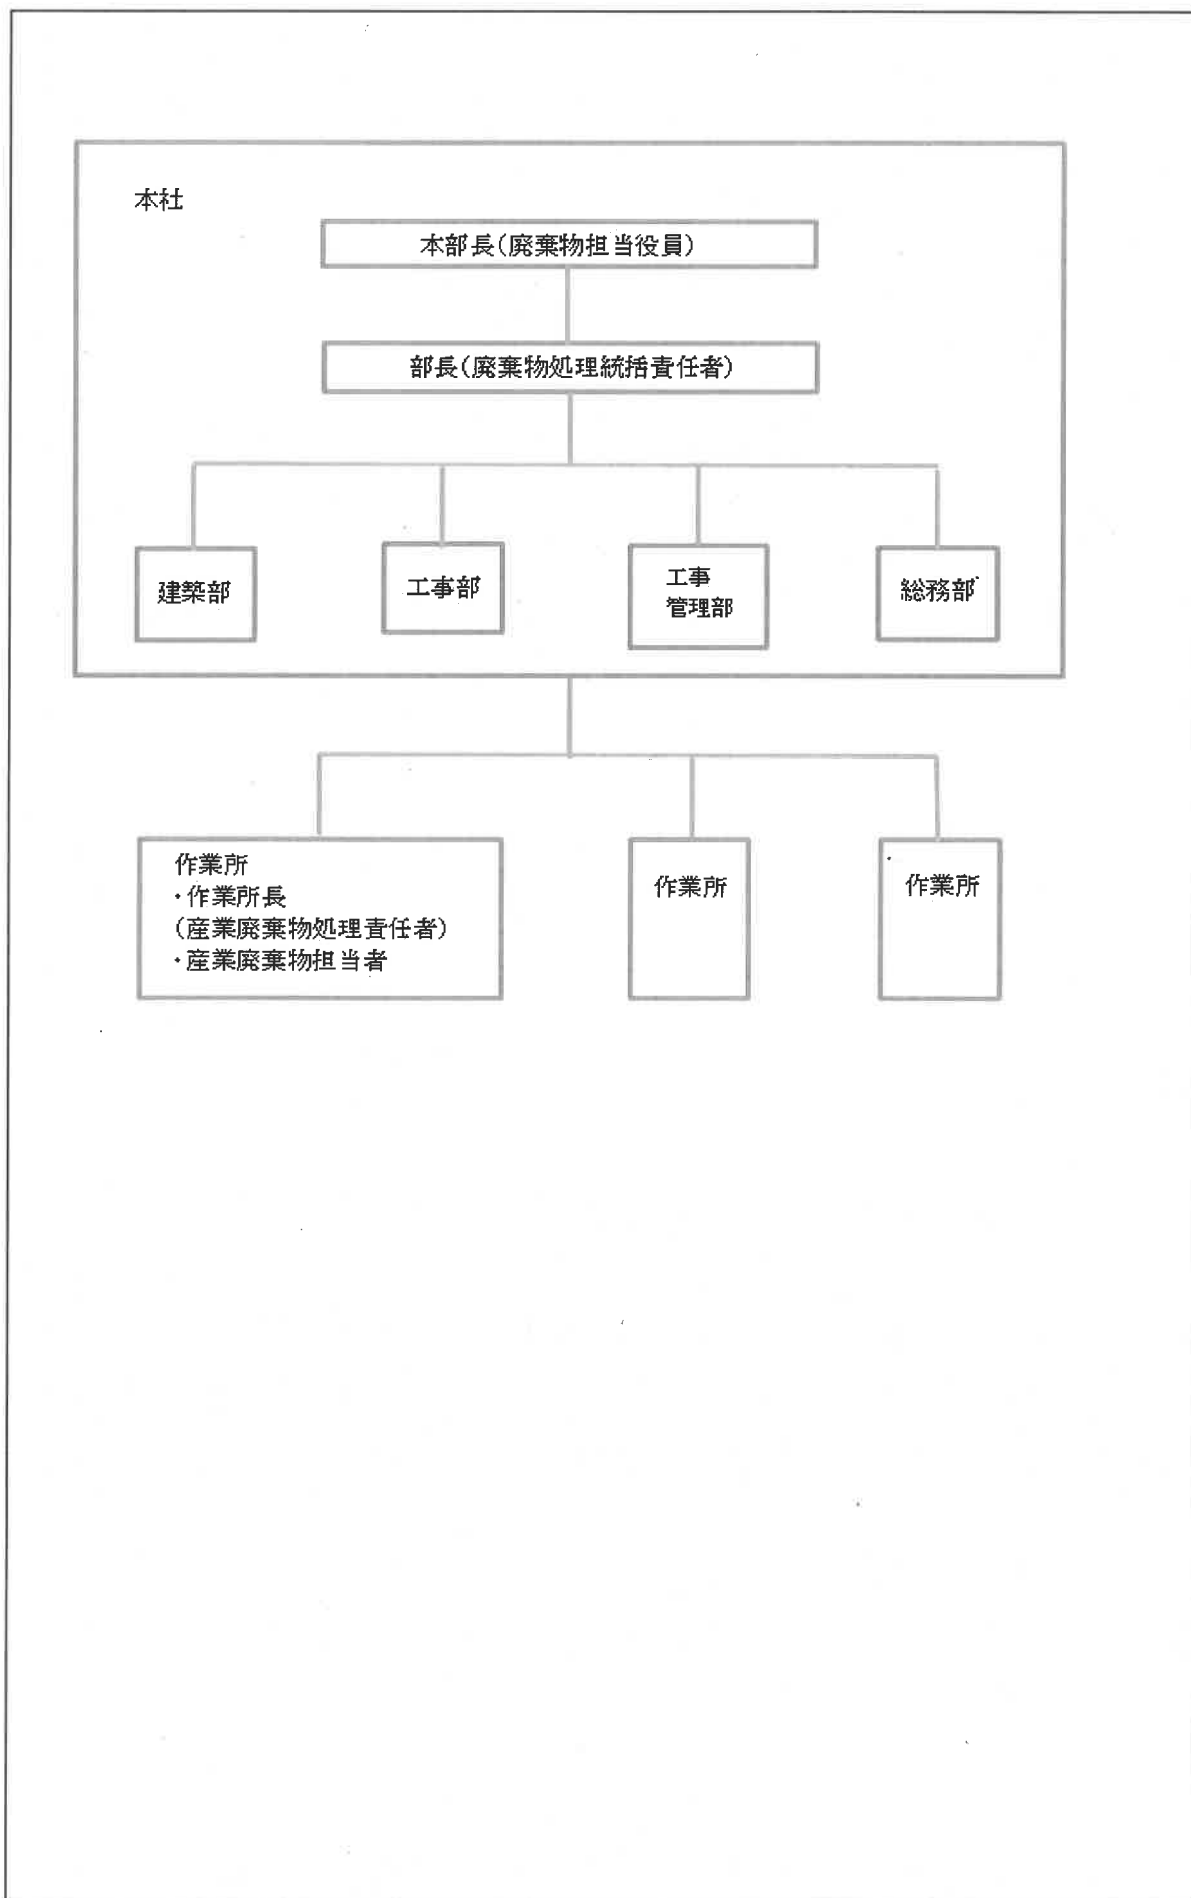 本社
本部長(廃棄物担当役員)
部長(廃棄物処理統括責任者)
建築部
工事部
工事
管理部
総務部
作業所
・作業所長
(産業廃棄物処理責任者)
・産業廃棄物担当者
作業所
作業所